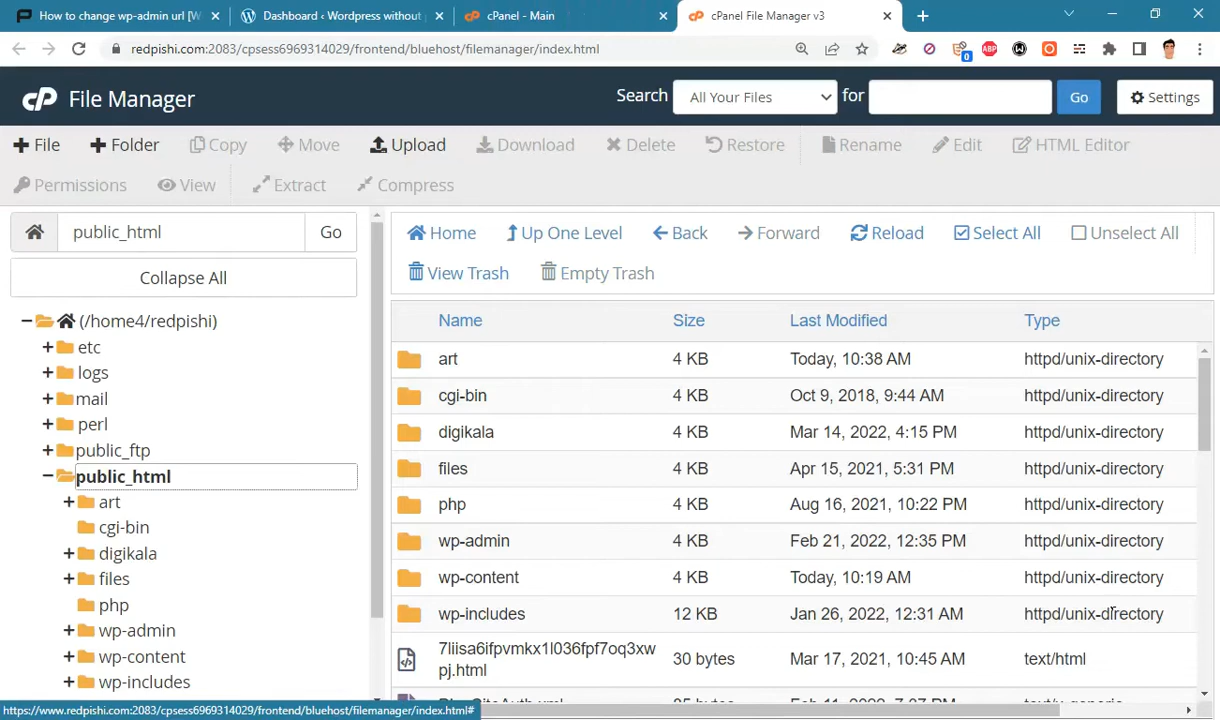 How to change wp-admin url [W
Dashboard ‹ Wordpress without
cPanel - Main
cPanel File Manager v3
redpishi.com:2083/cpsess6969314029/frontend/bluehost/filemanager/index.html
0
ABP
cP File Manager
Search
All Your Files
for
Go
Settings
File
Folder
Copy
Move
Upload
Download
Delete
Restore
Rename
Edit
HTML Editor
Permissions
View
Extract
Compress
public_html
Go
Home
Up One Level
Back
Forward
Reload
Select All
Unselect All
View Trash
Empty Trash
Collapse All
(/home4/redpishi)
etc
logs
mail
perl
public_ftp
public_html
art
cgi-bin
digikala
files
php
wp-admin
wp-content
wp-includes
Name Size Last Modified Type
art 4 KB Today, 10:38 AM httpd/unix-directory
cgi-bin 4 KB Oct 9, 2018, 9:44 AM httpd/unix-directory
digikala 4 KB Mar 14, 2022, 4:15 PM httpd/unix-directory
files 4 KB Apr 15, 2021, 5:31 PM httpd/unix-directory
php 4 KB Aug 16, 2021, 10:22 PM httpd/unix-directory
wp-admin 4 KB Feb 21, 2022, 12:35 PM httpd/unix-directory
wp-content 4 KB Today, 10:19 AM httpd/unix-directory
wp-includes 12 KB Jan 26, 2022, 12:31 AM httpd/unix-directory
7liisa6ifpvmkx1l036fpf7oq3xw
pj.html 30 bytes Mar 17, 2021, 10:45 AM text/html
https://www.redpishi.com:2083/cpsess6969314029/frontend/bluehost/filemanager/index.html#